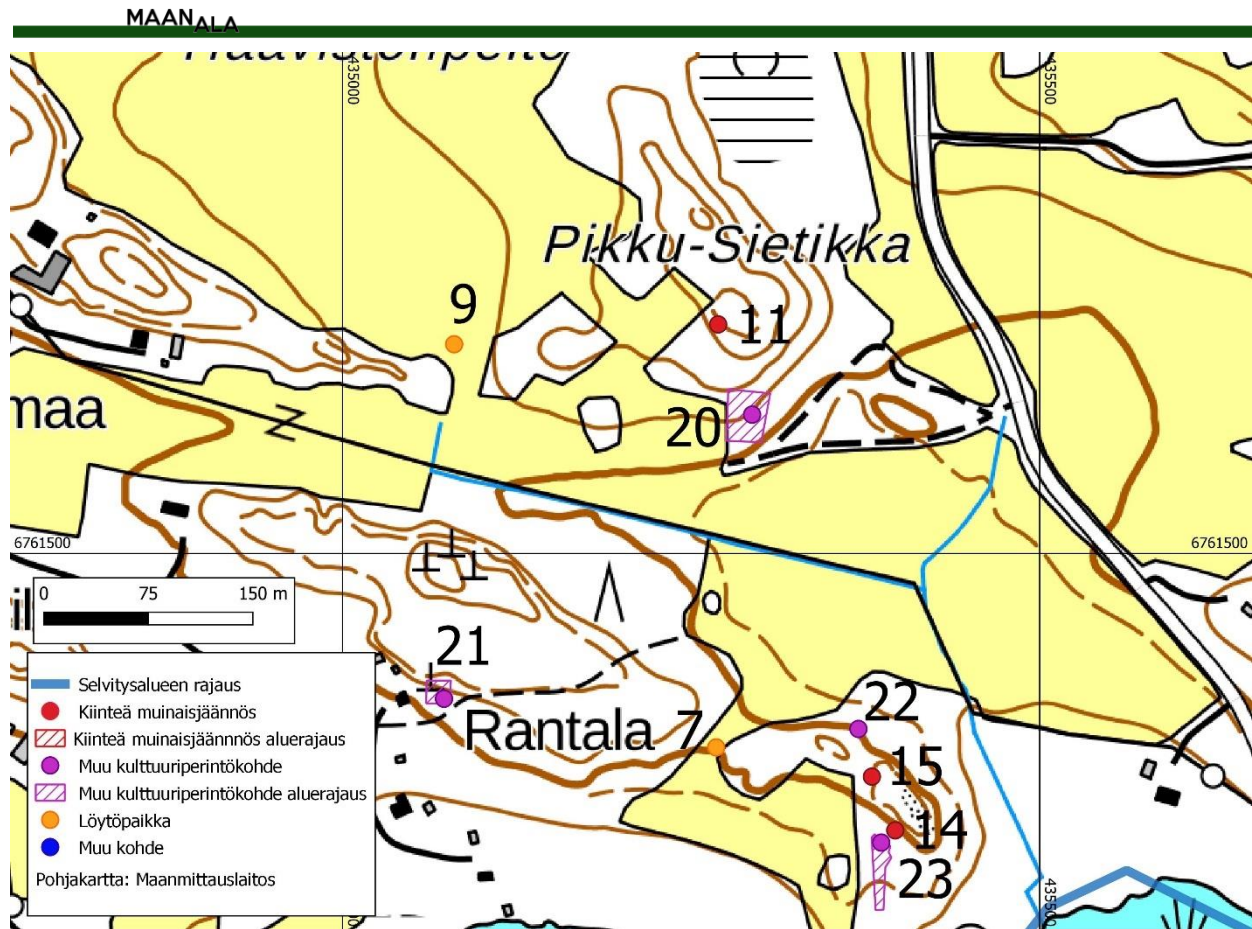 MAANALA
435000
435500
Pikku-Sietikka
9
11
20
maa
6761500
6761500
0 75 150 m
21
22
Rantala 7
15
14
23
435500
Selvitysalueen rajaus
Kiinteä muinaisjäännös
Kiinteä muinaisjäännnös aluerajaus
Muu kulttuuriperintökohde
Muu kulttuuriperintökohde aluerajaus
Löytöpaikka
Muu kohde
Pohjakartta: Maanmittauslaitos